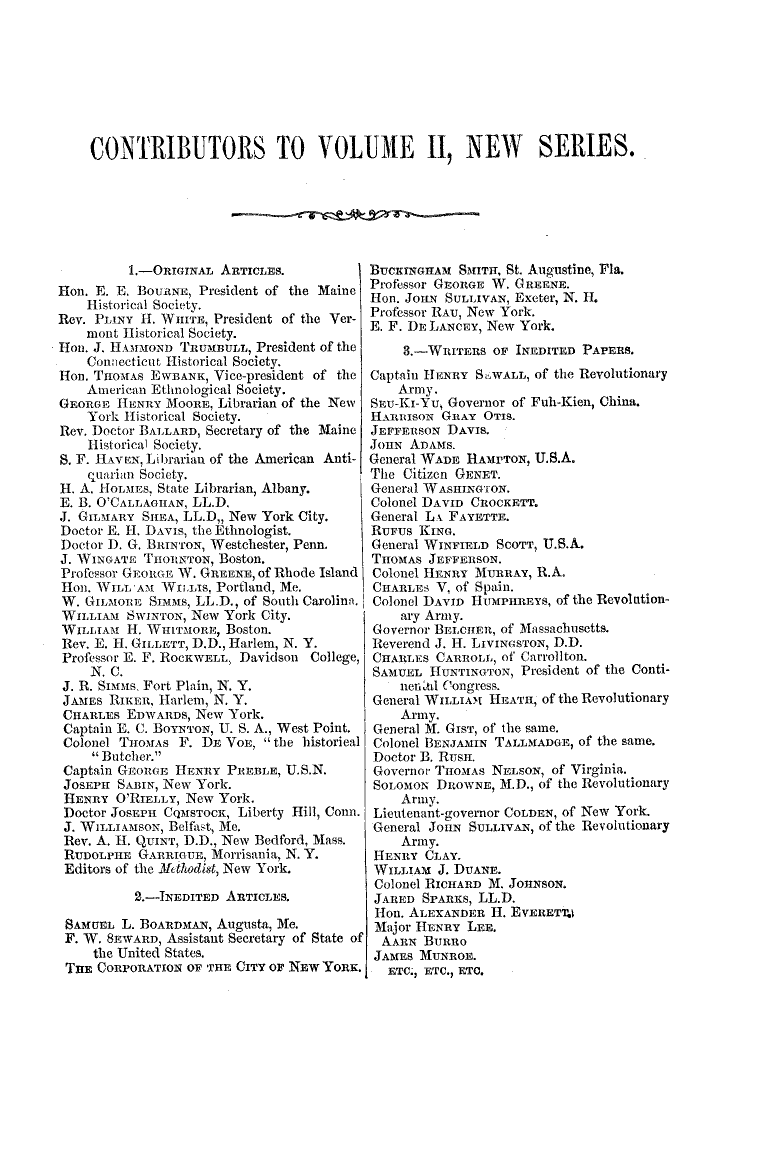 CONTRIBUTORS TO VOLUME II, NEW SERIES.
1.—ORIGINAL ARTICLES.
Hon. E. E. BOURNE, President of the Maine
Historical Society.
Rev. PLINY H. WHITE, President of the Ver-
mont Historical Society.
Hon. J. HAMMOND TRUMBULL, President of the
Connecticut Historical Society.
Hon. THOMAS EWBANK, Vice-president of the
American Ethnological Society.
GEORGE HENRY MOORE, Librarian of the New
York Historical Society.
Rev. Doctor BALLARD, Secretary of the Maine
Historical Society.
S. F. HAVEN, Librarian of the American Anti-
quarian Society.
H. A. HOLMES, State Librarian, Albany.
E. B. O'CALLAGHAN, LL.D.
J. GILMARY SHEA, LL.D,, New York City.
Doctor E. H. DAVIS, the Ethnologist.
Doctor D. G. BRINTON, Westchester, Penn.
J. WINGATE THORNTON, Boston.
Professor GEORGE W. GREENE, of Rhode Island
Hon. WILL AM WILLIS, Portland, Me.
W. GILMORE SIMMS, LL.D., of South Carolina.
WILLIAM SWINTON, New York City.
WILLIAM H. WHITMORE, Boston.
Rev. E. H. GILLETT, D.D., Harlem, N. Y.
Professor E. F. ROCKWELL, Davidson College,
N. C.
J. R. SIMMS. Fort Plain, N. Y.
JAMES RIKER, Harlem, N. Y.
CHARLES EDWARDS, New York.
Captain E. C. BOYNTON, U. S. A., West Point.
Colonel THOMAS F. DE VOE, "the historical
"Butcher."
Captain GEORGE HENRY PREBLE, U.S.N.
JOSEPH SABIN, New York.
HENRY O'RIELLY, New York.
Doctor JOSEPH COMSTOCK, Liberty Hill, Conn.
J. WILLIAMSON, Belfast, Me.
Rev. A. H. QUINT, D.D., New Bedford, Mass.
RUDOLPHE GARRIGUE, Morrisania, N. Y.
Editors of the Methodist, New York.
2.—INEDITED ARTICLES.
SAMUEL L. BOARDMAN, Augusta, Me.
F. W. SEWARD, Assistant Secretary of State of
the United States.
THE CORPORATION OF THE CITY OF NEW YORK.
BUCKINGHAM SMITH, St. Augustine, Fla.
Professor GEORGE W. GREENE.
Hon. JOHN SULLIVAN, Exeter, N. H.
Professor RAU, New York.
E. F. DE LANCEY, New York.
3.—WRITERS OF INEDITED PAPERS.
Captain HENRY SEWALL, of the Revolutionary
Army.
SEU-KI-YU, Governor of Fuh-Kien, China.
HARRISON GRAY OTIS.
JEFFERSON DAVIS.
JOHN ADAMS.
General WADE HAMPTON, U.S.A.
The Citizen GENET.
General WASHINGTON.
Colonel DAVID CROCKETT.
General LA FAYETTE.
RUFUS KING.
General WINFIELD SCOTT, U.S.A.
THOMAS JEFFERSON.
Colonel HENRY MURRAY, R.A.
CHARLES V. of Spain.
Colonel DAVID HUMPHREYS, of the Revolution-
ary Army.
Governor BELCHER, of Massachusetts.
Reverend J. H. LIVINGSTON, D.D.
CHARLES CARROLL, of Carrollton.
SAMUEL HUNTINGTON, President of the Conti-
nental Congress.
General WILLIAM HEATH, of the Revolutionary
Army.
General M. GIST, of the same.
Colonel BENJAMIN TALLMADGE, of the same.
Doctor B. RUSH.
Governor THOMAS NELSON, of Virginia.
SOLOMON DROWNE, M.D., of the Revolutionary
Army.
Lieutenant-governor COLDEN, of New York.
General JOHN SULLIVAN, of the Revolutionary
Army.
HENRY CLAY.
WILLIAM J. DUANE.
Colonel RICHARD M. JOHNSON.
JARED SPARKS, LL.D.
Hon. ALEXANDER H. EVERETT,
Major HENRY LEE.
AARN BURRO
JAMES MUNROE.
ETC., ETC., ETC.